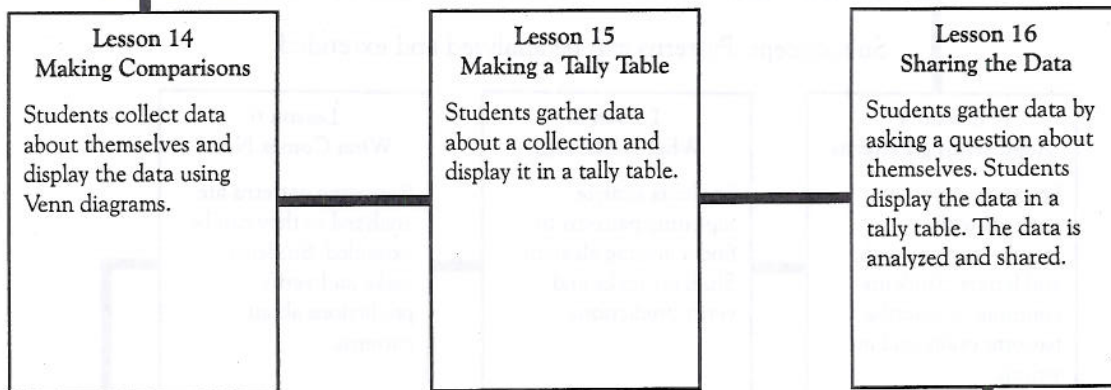 Lesson 14
Making Comparisons
Students collect data
about themselves and
display the data using
Venn diagrams.
Lesson 15
Making a Tally Table
Students gather data
about a collection and
display it in a tally table.
Lesson 16
Sharing the Data
Students gather data by
asking a question about
themselves. Students
display the data in a
tally table. The data is
analyzed and shared.